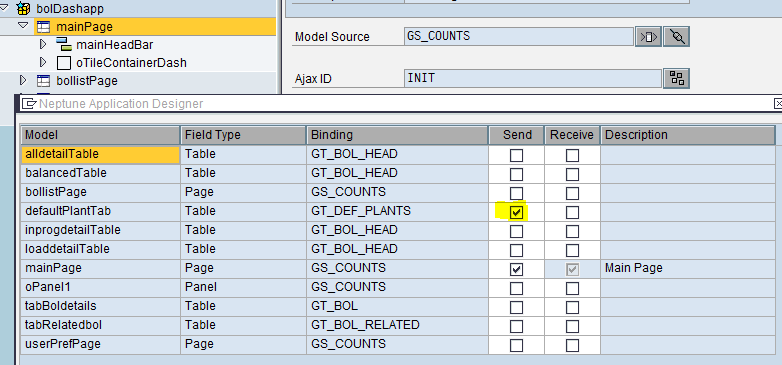 bolDashapp
mainPage
mainHeadBar
oTileContainerDash
bollistPage
Model Source GS_COUNTS
Ajax ID INIT
Neptune Application Designer
Model Field Type Binding Send Receive Description
alldetailTable Table GT_BOL_HEAD
balancedTable Table GT_BOL_HEAD
bollistPage Page GS_COUNTS
defaultPlantTab Table GT_DEF_PLANTS
inprogdetailTable Table GT_BOL_HEAD
loaddetailTable Table GT_BOL_HEAD
mainPage Page GS_COUNTS Main Page
oPanel1 Panel GS_COUNTS
tabBoldetails Table GT_BOL
tabRelatedbol Table GT_BOL_RELATED
userPrefPage Page GS_COUNTS